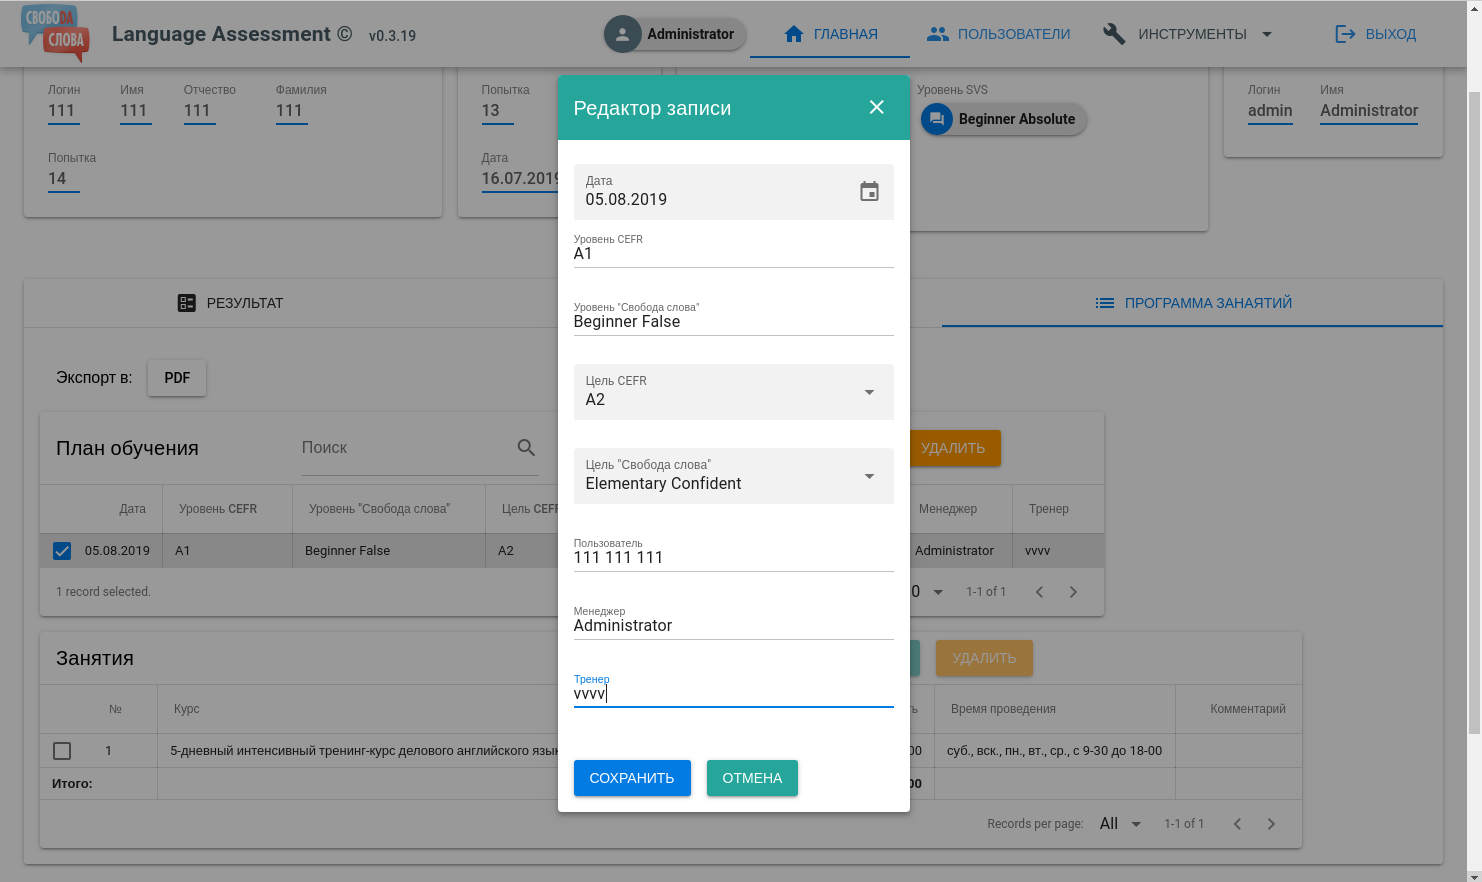 СВОБОДА
СЛОВА
Language Assessment © v0.3.19
Administrator
ГЛАВНАЯ
ПОЛЬЗОВАТЕЛИ
ИНСТРУМЕНТЫ
ВЫХОД
Логин Имя Отчество Фамилия
111 111 111 111
Попытка
14
Попытка
13
Дата
16.07.2019
Уровень SVS
Beginner Absolute
Логин Имя
admin Administrator
РЕЗУЛЬТАТ
ПРОГРАММА ЗАНАЯТИЙ
Экспорт в: PDF
План обучения Поиск УДАЛИТЬ
Дата Уровень CEFR Уровень "Свобода слова" Цель CEF Менеджер Тренер
05.08.2019 A1 Beginner False A2 Administrator vvvv
1 record selected. 0 1-1 of 1
Занятия УДАЛИТЬ
№ Курс ь Время проведения Комментарий
1 5-дневный интенсивный тренинг-курс делового английского язык 00 суб., вск., пн., вт., ср., с 9-30 до 18-00
Итого: 00
Records per page: All 1-1 of 1
Редактор записи
Дата
05.08.2019
Уровень CEFR
A1
Уровень "Свобода слова"
Beginner False
Цель CEFR
A2
Цель "Свобода слова"
Elementary Confident
Пользователь
111 111 111
Менеджер
Administrator
Тренер
vvvv
СОХРАНИТЬ ОТМЕНА